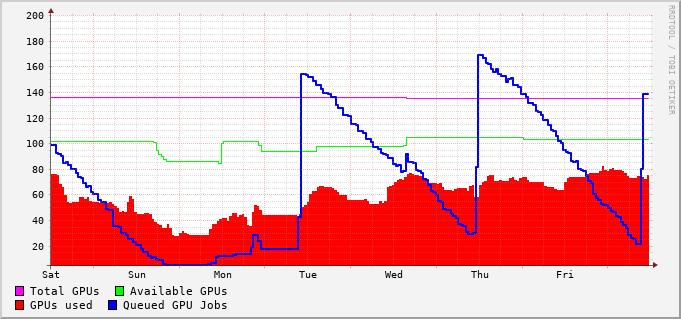 200
180
160
140
120
100
80
60
40
20
Sat Sun Mon Tue Wed Thu Fri
Total GPUs Available GPUs
GPUs used Queued GPU Jobs
RRDTOOL / TOBI OETIKER